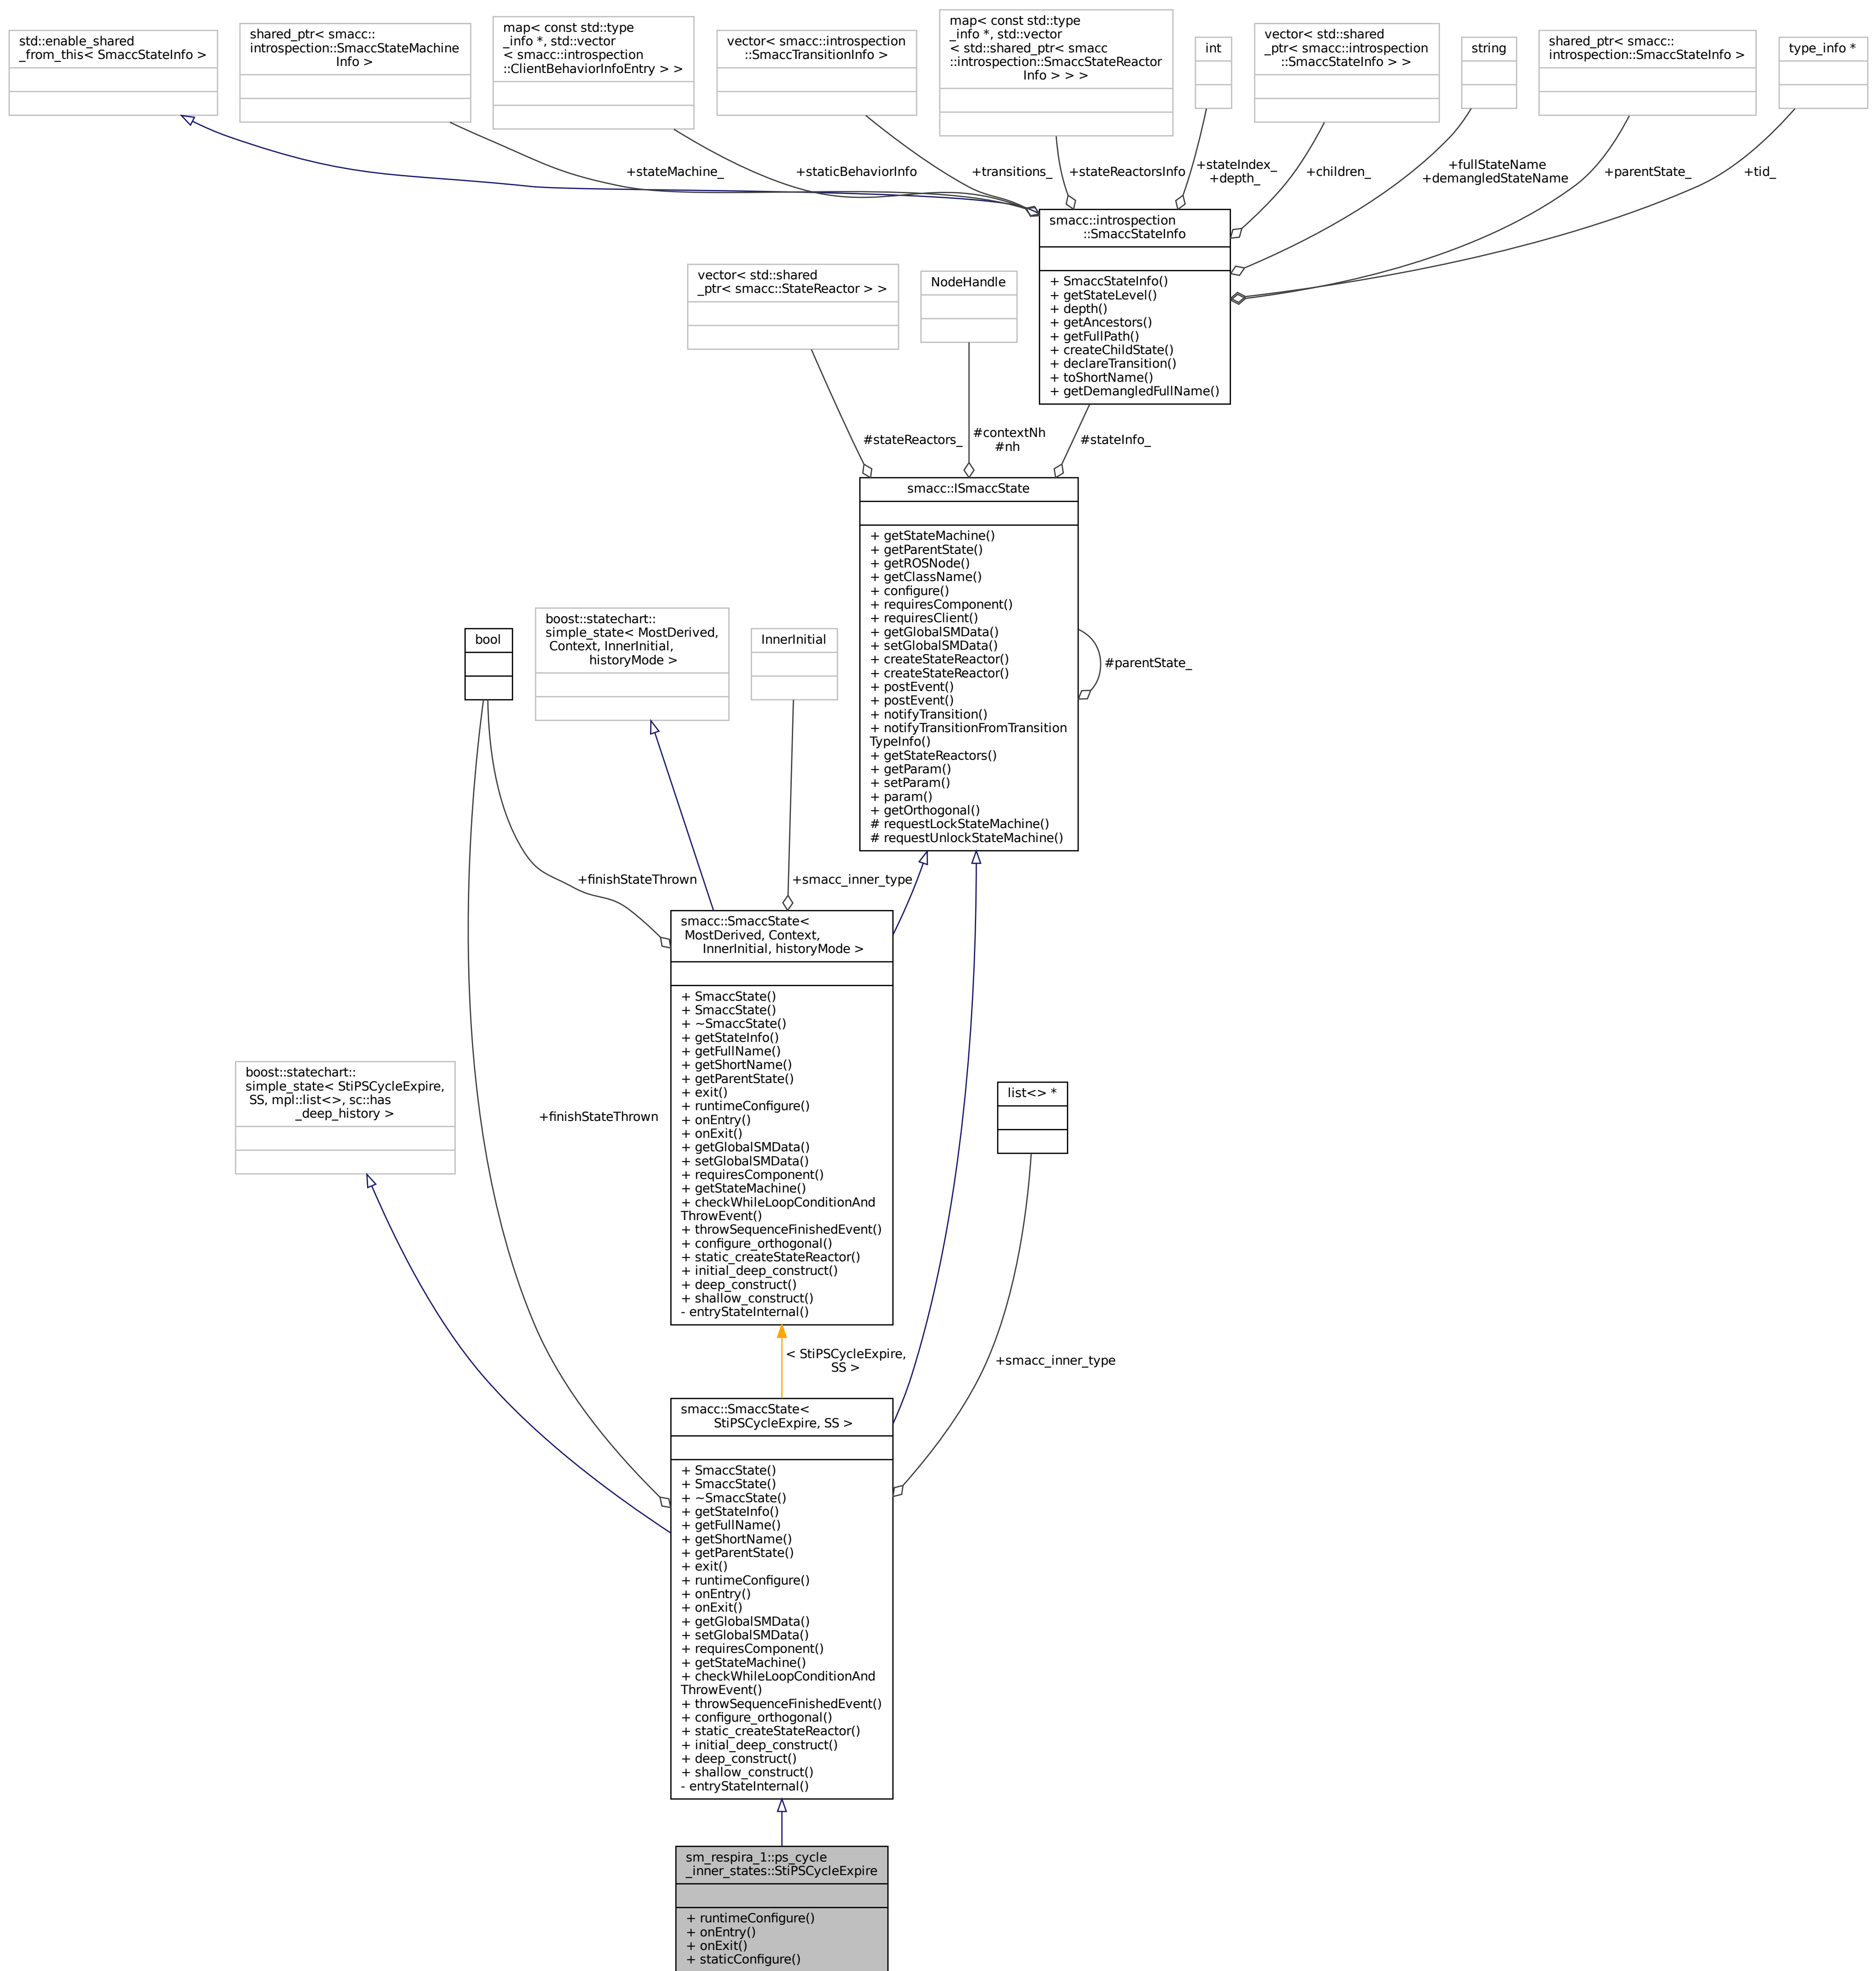 std::enable_shared
_from_this< SmaccStateInfo >
shared_ptr< smacc::
introspection::SmaccStateMachine
Info >
map< const std::type
_info *, std::vector
< smacc::introspection
::ClientBehaviorInfoEntry > >
vector< smacc::introspection
::SmaccTransitionInfo >
map< const std::type
_info *, std::vector
< std::shared_ptr< smacc
::introspection::SmaccStateReactor
Info > > >
int
vector< std::shared
_ptr< smacc::introspection
::SmaccStateInfo > >
string
shared_ptr< smacc::
introspection::SmaccStateInfo >
type_info *
+stateMachine_
+staticBehaviorInfo
+transitions_
+stateReactorsInfo
+stateIndex_
+depth_
+children_
+fullStateName
+demangledStateName
+parentState_
+tid_
smacc::introspection
::SmaccStateInfo
+ SmaccStateInfo()
+ getStateLevel()
+ depth()
+ getAncestors()
+ getFullPath()
+ createChildState()
+ declareTransition()
+ toShortName()
+ getDemangledFullName()
vector< std::shared
_ptr< smacc::StateReactor > >
NodeHandle
#stateReactors_
#contextNh
#nh
#stateInfo_
smacc::ISmaccState
+ getStateMachine()
+ getParentState()
+ getROSNode()
+ getClassName()
+ configure()
+ requiresComponent()
+ requiresClient()
+ getGlobalSMData()
+ setGlobalSMData()
+ createStateReactor()
+ createStateReactor()
+ postEvent()
+ postEvent()
+ notifyTransition()
+ notifyTransitionFromTransition
TypeInfo()
+ getStateReactors()
+ getParam()
+ setParam()
+ param()
+ getOrthogonal()
# requestLockStateMachine()
# requestUnlockStateMachine()
#parentState_
bool
boost::statechart::
simple_state< MostDerived,
Context, InnerInitial,
historyMode >
InnerInitial
+finishStateThrown
+smacc_inner_type
smacc::SmaccState<
MostDerived, Context,
InnerInitial, historyMode >
+ SmaccState()
+ SmaccState()
+ ~SmaccState()
+ getStateInfo()
+ getFullName()
+ getShortName()
+ getParentState()
+ exit()
+ runtimeConfigure()
+ onEntry()
+ onExit()
+ getGlobalSMData()
+ setGlobalSMData()
+ requiresComponent()
+ getStateMachine()
+ checkWhileLoopConditionAnd
ThrowEvent()
+ throwSequenceFinishedEvent()
+ configure_orthogonal()
+ static_createStateReactor()
+ initial_deep_construct()
+ deep_construct()
+ shallow_construct()
- entryStateInternal()
boost::statechart::
simple_state< StiPSCycleExpire,
SS, mpl::list<>, sc::has
_deep_history >
+finishStateThrown
list<> *
< StiPSCycleExpire,
SS >
+smacc_inner_type
smacc::SmaccState<
StiPSCycleExpire, SS >
+ SmaccState()
+ SmaccState()
+ ~SmaccState()
+ getStateInfo()
+ getFullName()
+ getShortName()
+ getParentState()
+ exit()
+ runtimeConfigure()
+ onEntry()
+ onExit()
+ getGlobalSMData()
+ setGlobalSMData()
+ requiresComponent()
+ getStateMachine()
+ checkWhileLoopConditionAnd
ThrowEvent()
+ throwSequenceFinishedEvent()
+ configure_orthogonal()
+ static_createStateReactor()
+ initial_deep_construct()
+ deep_construct()
+ shallow_construct()
- entryStateInternal()
sm_respira_1::ps_cycle
_inner_states::StiPSCycleExpire
+ runtimeConfigure()
+ onEntry()
+ onExit()
+ staticConfigure()